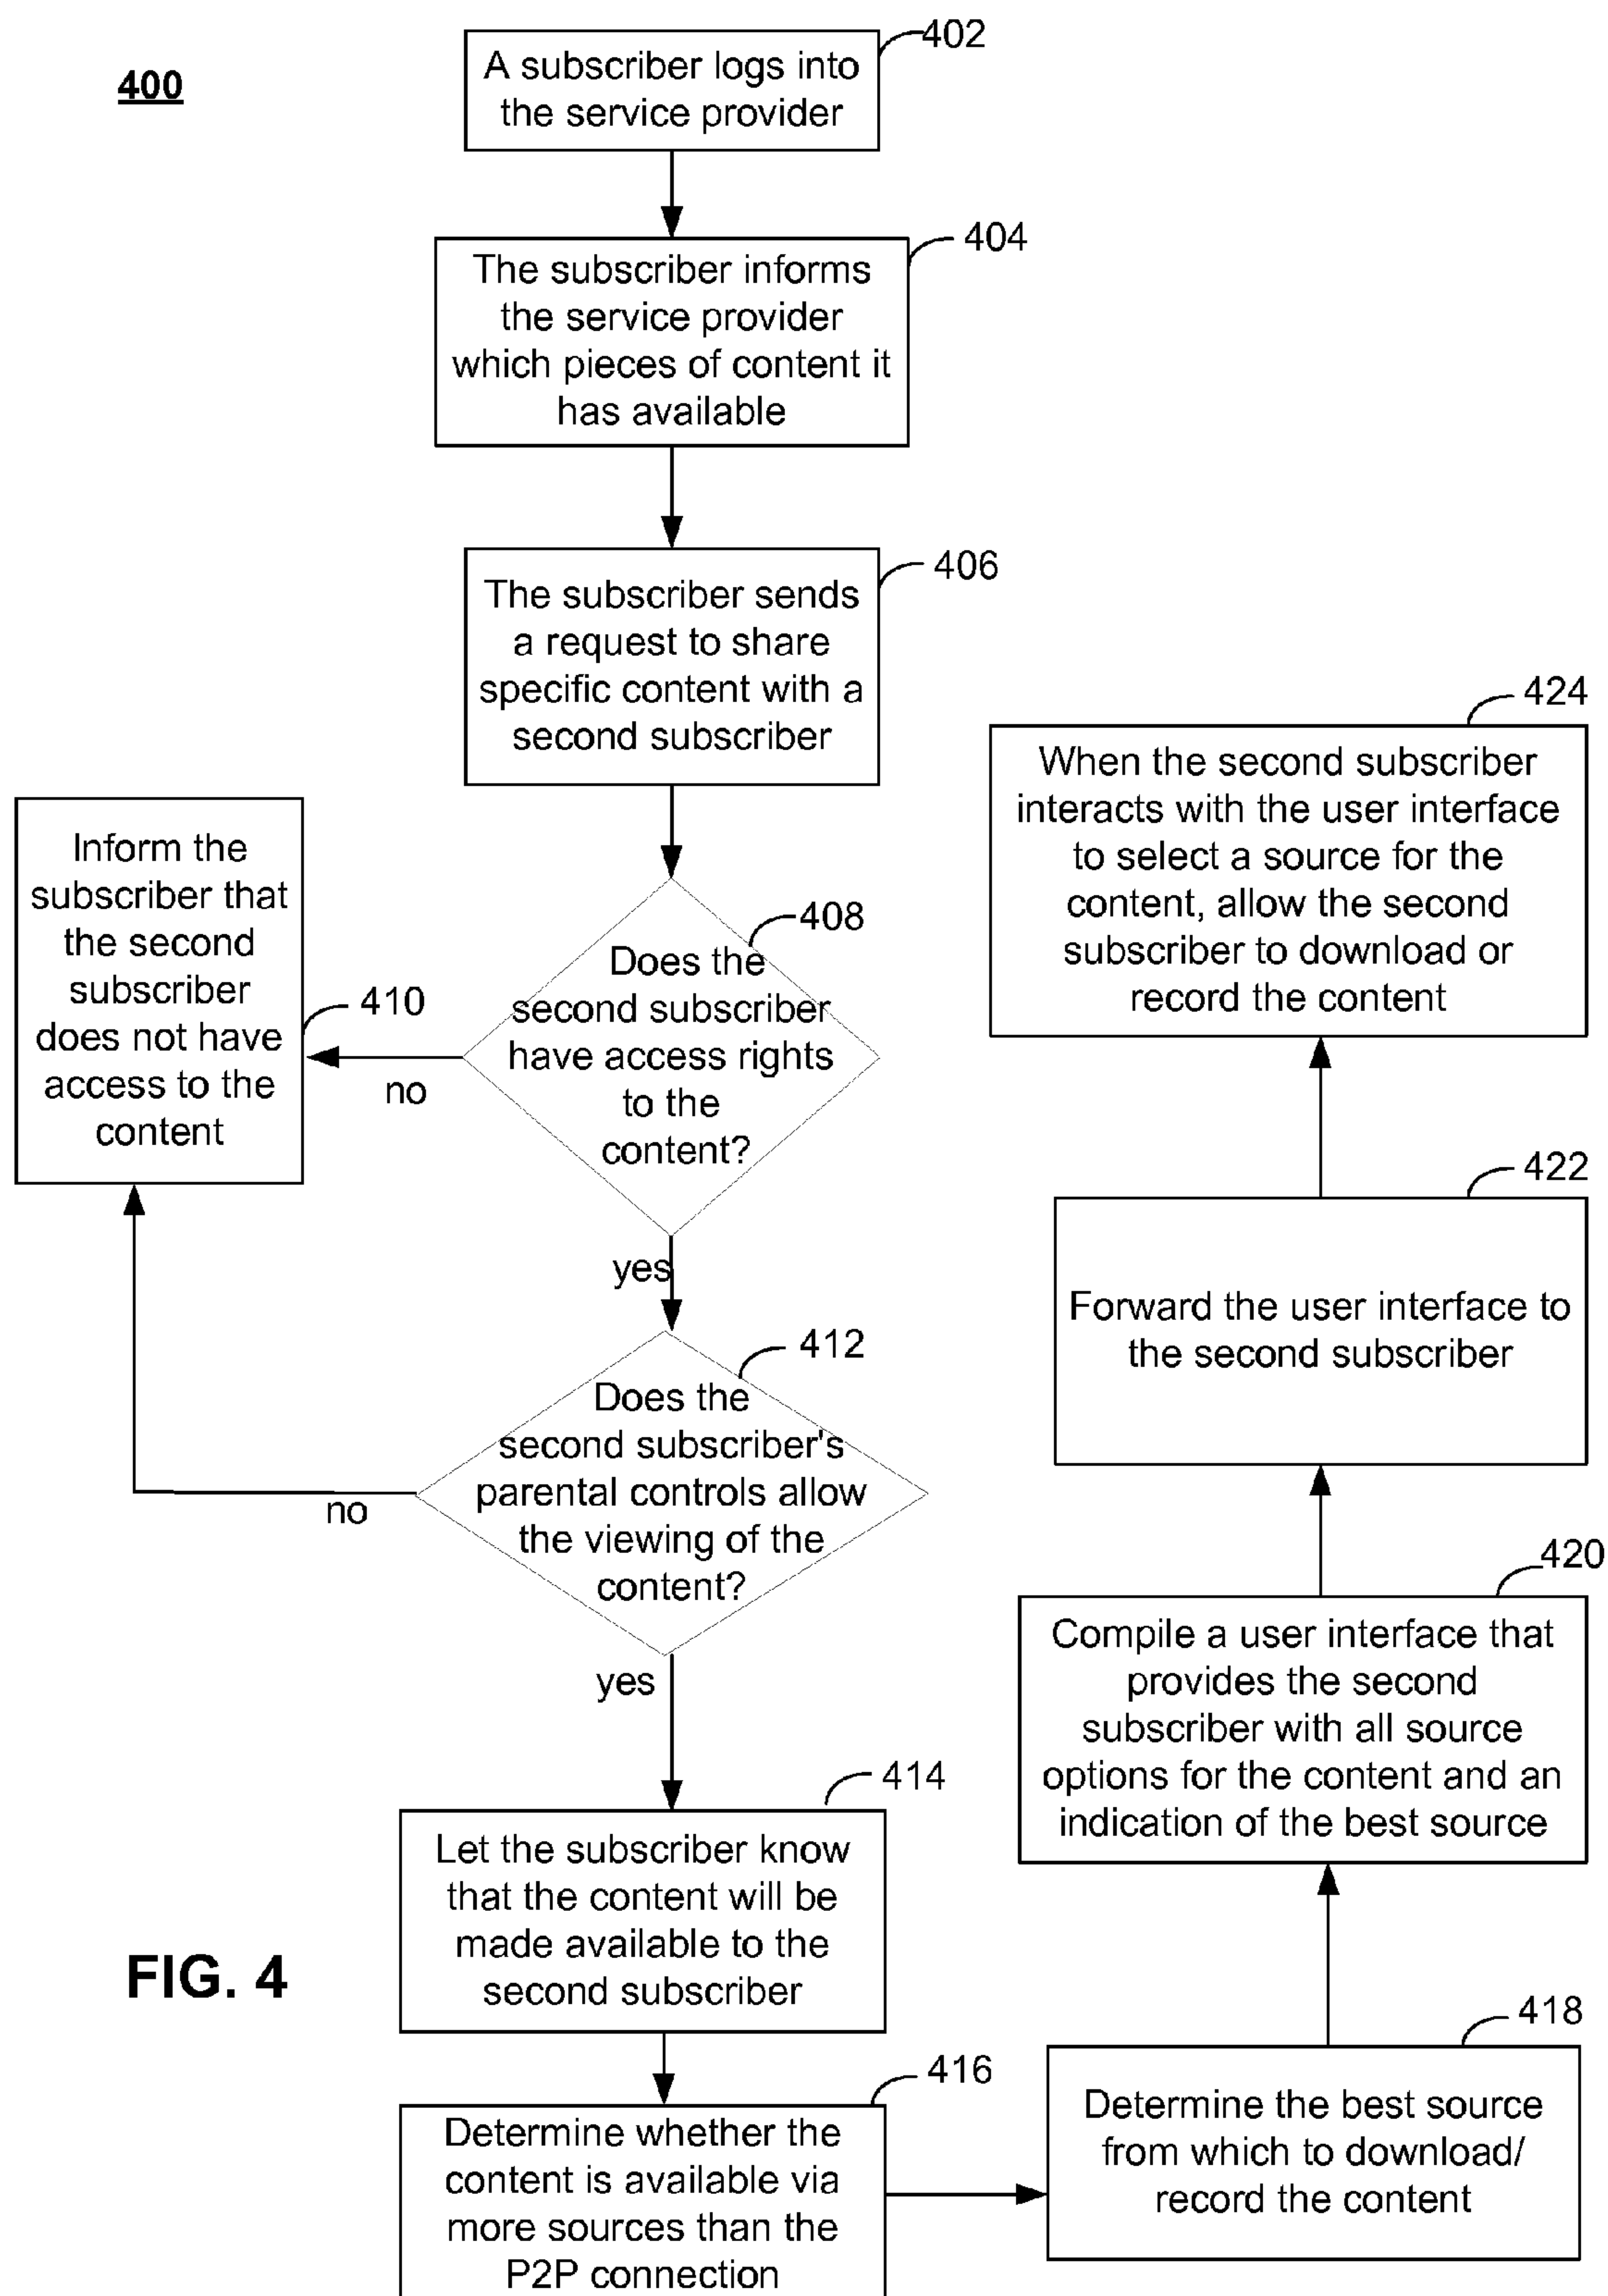 400
402
A subscriber logs into
the service provider
404
The subscriber informs
the service provider
which pieces of content it
has available
406
The subscriber sends
a request to share
specific content with a
second subscriber
408
Does the
second subscriber
have access rights
to the
content?
no
410
Inform the
subscriber that
the second
subscriber
does not have
access to the
content
yes
412
Does the
second subscriber's
parental controls allow
the viewing of the
content?
no
yes
414
Let the subscriber know
that the content will be
made available to the
second subscriber
416
Determine whether the
content is available via
more sources than the
P2P connection
418
Determine the best source
from which to download/
record the content
420
Compile a user interface that
provides the second
subscriber with all source
options for the content and an
indication of the best source
422
Forward the user interface to
the second subscriber
424
When the second subscriber
interacts with the user interface
to select a source for the
content, allow the second
subscriber to download or
record the content
FIG. 4